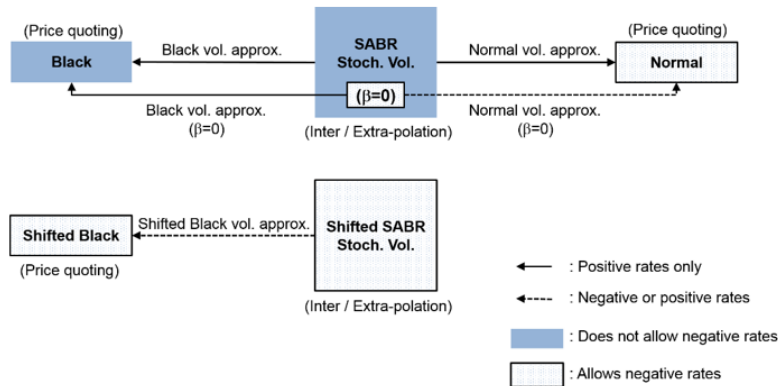 (Price quoting)
Black
Black vol. approx.
SABR
Stoch. Vol.
Normal vol. approx.
(Price quoting)
Normal
(β=0)
Black vol. approx.
(β=0)
Normal vol. approx.
(β=0)
(Inter / Extra-polation)
Shifted Black
(Price quoting)
Shifted Black vol. approx.
Shifted SABR
Stoch. Vol.
(Inter / Extra-polation)
: Positive rates only
: Negative or positive rates
: Does not allow negative rates
: Allows negative rates